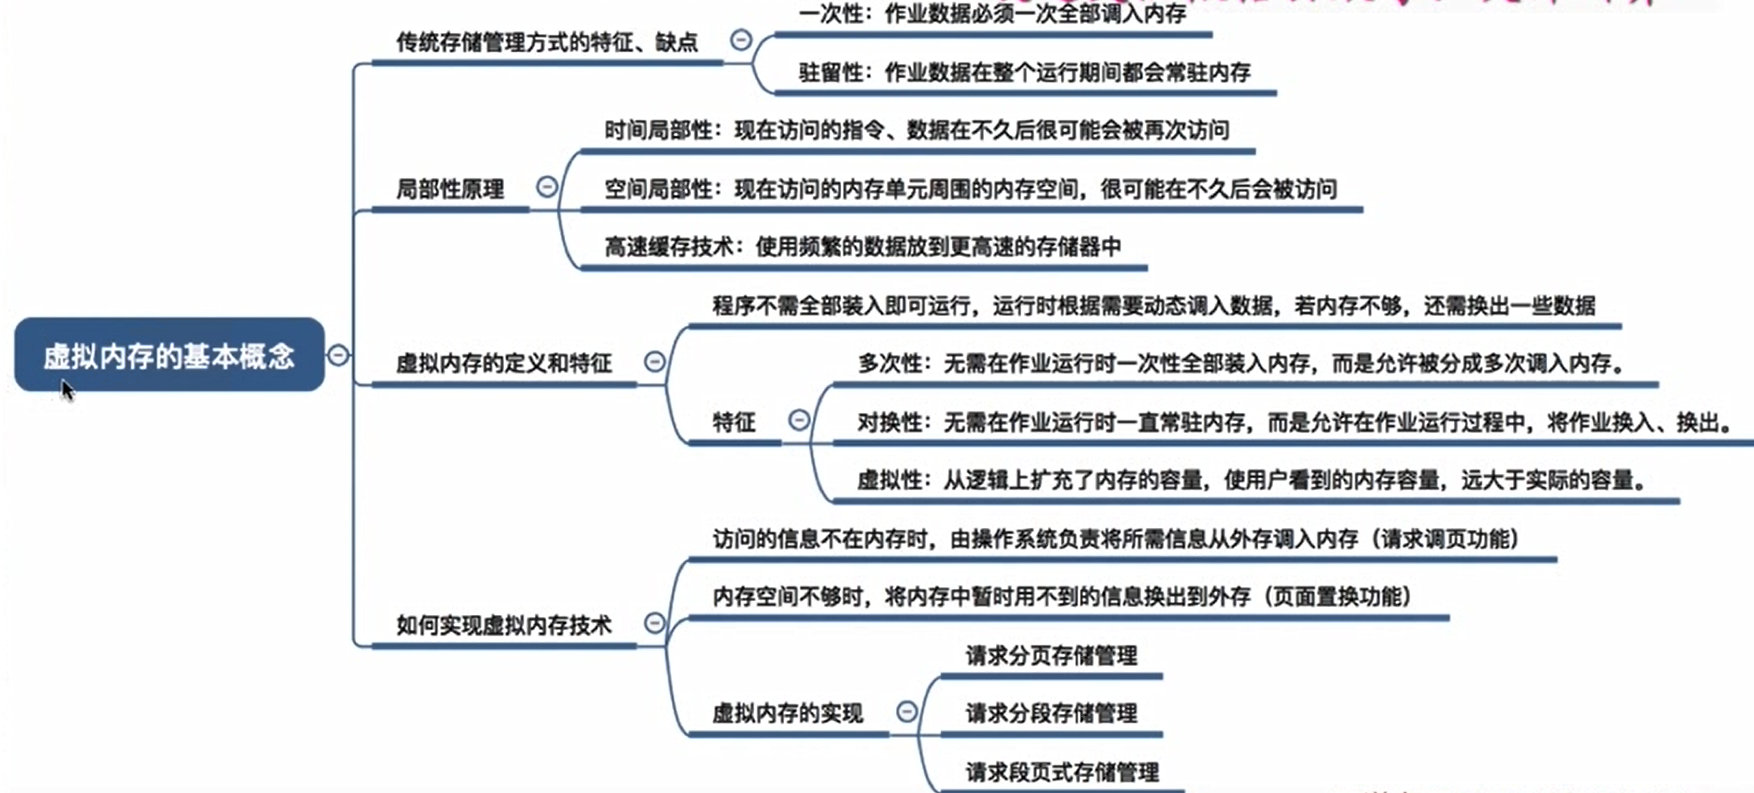 一次性：作业数据必须一次全部调入内存
传统存储管理方式的特征、缺点
驻留性：作业数据在整个运行期间都会常驻内存
时间局部性：现在访问的指令、数据在不久后很可能会被再次访问
局部性原理
空间局部性：现在访问的内存单元周围的内存空间，很可能在不久后会被访问
高速缓存技术：使用频繁的数据放到更高速的存储器中
虚拟内存的基本概念
程序不需全部装入即可运行，运行时根据需要动态调入数据，若内存不够，还需换出一些数据
虚拟内存的定义和特征
多次性：无需在作业运行时一次性全部装入内存，而是允许被分成多次调入内存。
特征
对换性：无需在作业运行时一直常驻内存，而是允许在作业运行过程中，将作业换入、换出。
虚拟性：从逻辑上扩充了内存的容量，使用户看到的内存容量，远大于实际的容量。
访问的信息不在内存时，由操作系统负责将所需信息从外存调入内存（请求调页功能）
内存空间不够时，将内存中暂时用不到的信息换出到外存（页面置换功能）
如何实现虚拟内存技术
请求分页存储管理
虚拟内存的实现
请求分段存储管理
请求段页式存储管理